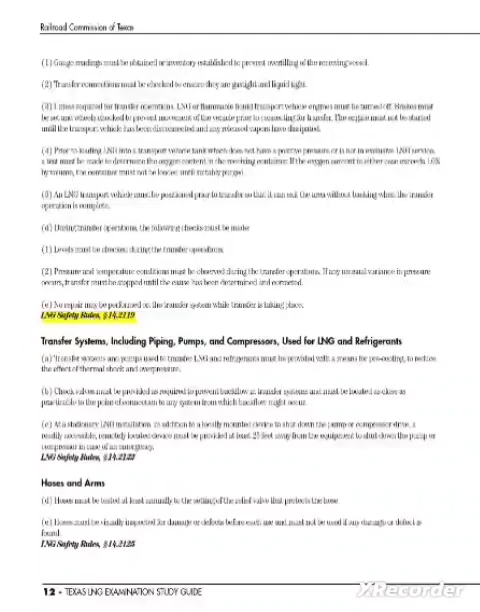 Railroad Commission of Texas
(1) Gauge readings must be obtained or inventory established to prevent overfilling of the receiving vessel.
(2) Transfer connections must be checked to ensure they are gastight and liquid tight.
(3) Unless required for transfer operations, LNG or flammable liquid transport vehicle engines must be turned off. Brakes must
be set and wheels chocked to prevent movement of the vehicle prior to connecting for transfer. The engine must not be started
until the transport vehicle has been disconnected and any released vapors have dissipated.
(4) Prior to loading LNG into a transport vehicle tank which does not have a positive pressure or is not in exclusive LNG service,
a test must be made to determine the oxygen content in the receiving container. If the oxygen content in either case exceeds
by volume, the container must not be loaded until suitably purged.
(5) An LNG transport vehicle must be positioned prior to transfer so that it can exit the area without backing when the transfer
operation is complete.
(d) During transfer operations, the following checks must be made:
(1) Levels must be checked during the transfer operations.
(2) Pressure and temperature conditions must be observed during the transfer operations. If any unusual variance in pressure
occurs, transfer must be stopped until the cause has been determined and corrected.
(e) No repair may be performed on the transfer system while transfer is taking place.
LNG Safety Rules, §14.2119
Transfer Systems, Including Piping, Pumps, and Compressors, Used for LNG and Refrigerants
(a) Transfer systems and pumps used to transfer LNG and refrigerants must be provided with a means for pre-cooling, to reduce
the effect of thermal shock and overpressure.
(b) Check valves must be provided as required to prevent backflow in transfer systems and must be located as close as
practicable to the point of connection to any system from which backflow might occur.
(c) At a stationary LNG installation, in addition to a locally mounted device to shut down the pump or compressor drive, a
readily accessible, remotely located device must be provided at least 25 feet away from the equipment to shut down the pump or
compressor in case of an emergency.
LNG Safety Rules, §14.2122
Hoses and Arms
(d) Hoses must be tested at least annually to the setting of the relief valve that protects the hose.
(e) Hoses must be visually inspected for damage or defects before each use and must not be used if any damage or defect is
found.
LNG Safety Rules, §14.2125
12 - TEXAS LNG EXAMINATION STUDY GUIDE
XRecorder